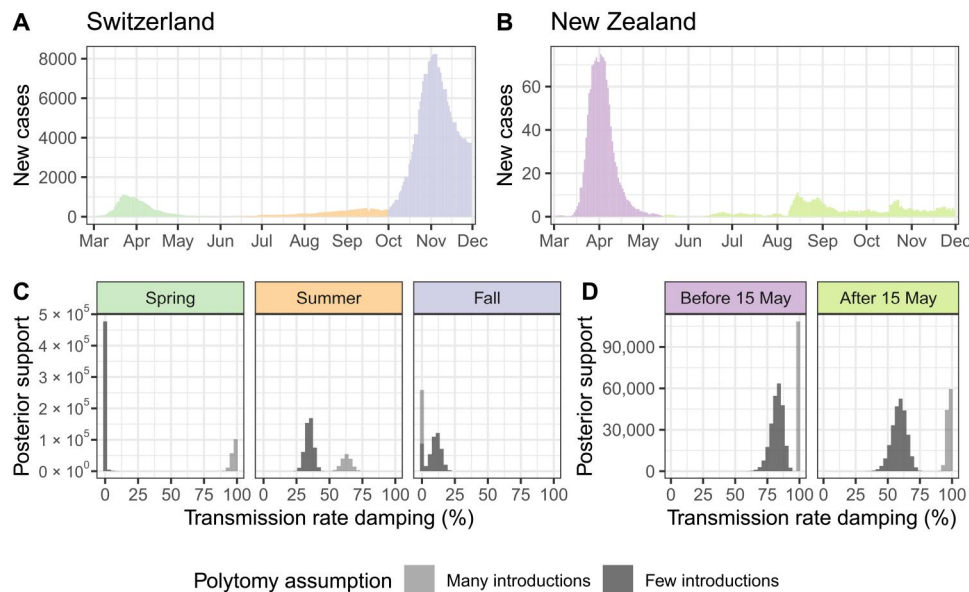 A Switzerland
New cases
8000
6000
4000
2000
0
Mar Apr May Jun Jul Aug Sep Oct Nov Dec
B New Zealand
New cases
60
40
20
0
Mar Apr May Jun Jul Aug Sep Oct Nov Dec
C
Spring Summer Fall
Posterior support
5 × 10⁵
4 × 10⁵
3 × 10⁵
2 × 10⁵
1 × 10⁵
0 × 10⁰
0 25 50 75 100 0 25 50 75 100 0 25 50 75 100
Transmission rate damping (%)
D
Before 15 May After 15 May
Posterior support
90,000
60,000
30,000
0
0 25 50 75 100 0 25 50 75 100
Transmission rate damping (%)
Polytomy assumption Many introductions Few introductions